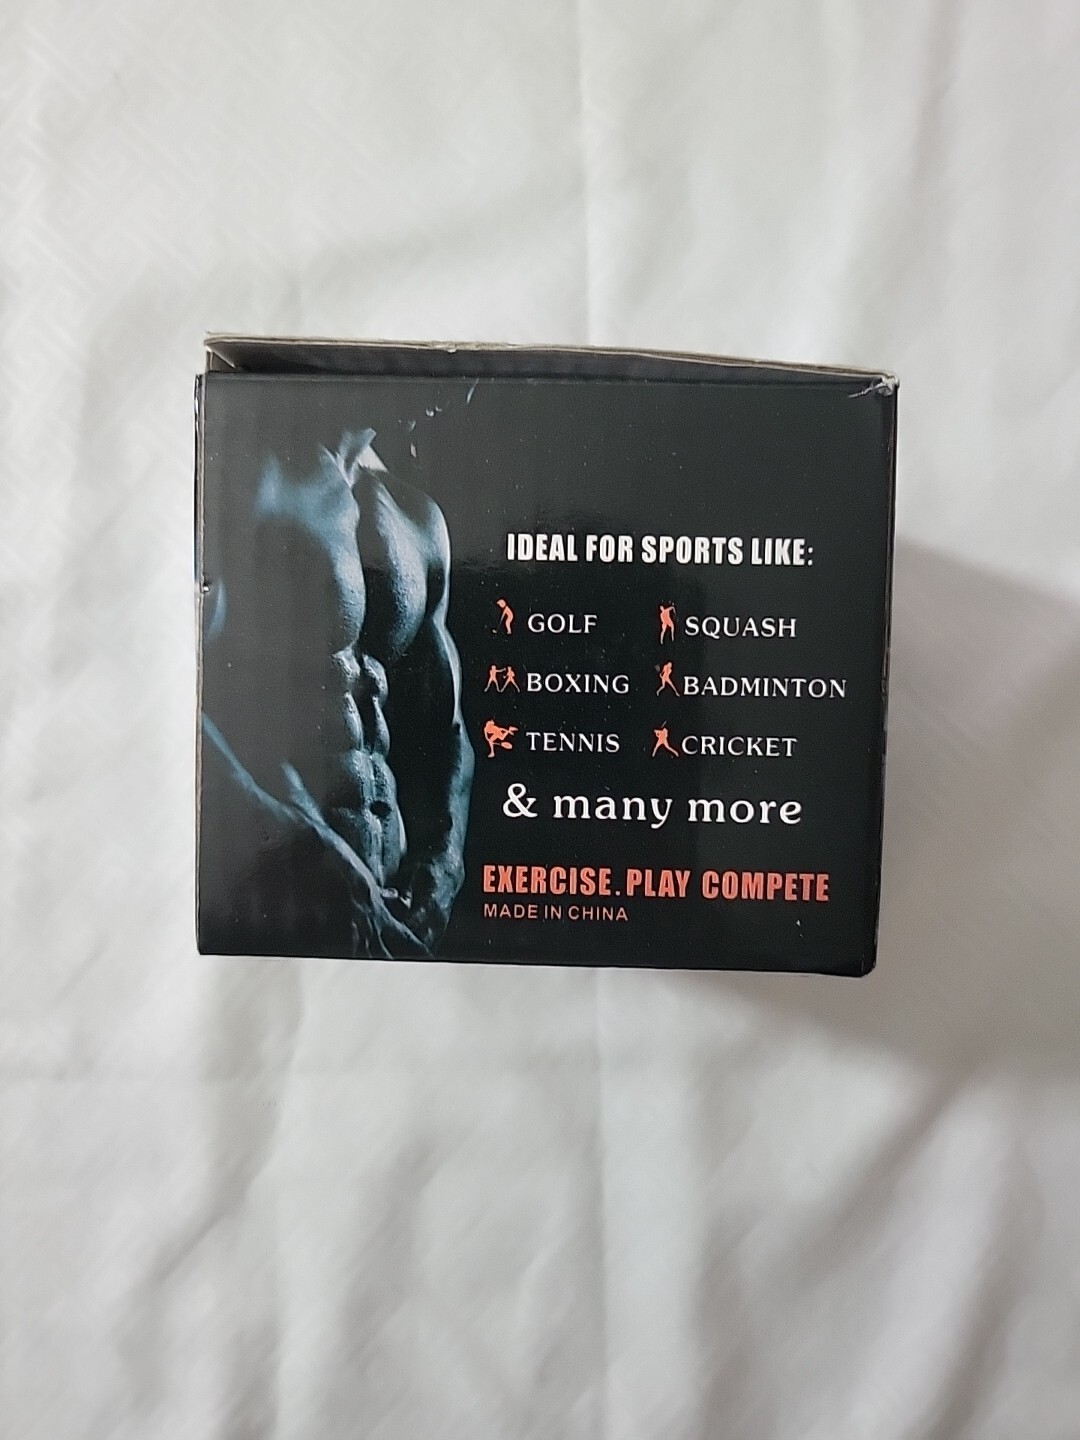 IDEAL FOR SPORTS LIKE:
GOLF SQUASH
BOXING BADMINTON
TENNIS CRICKET
& many more
EXERCISE. PLAY COMPETE
MADE IN CHINA